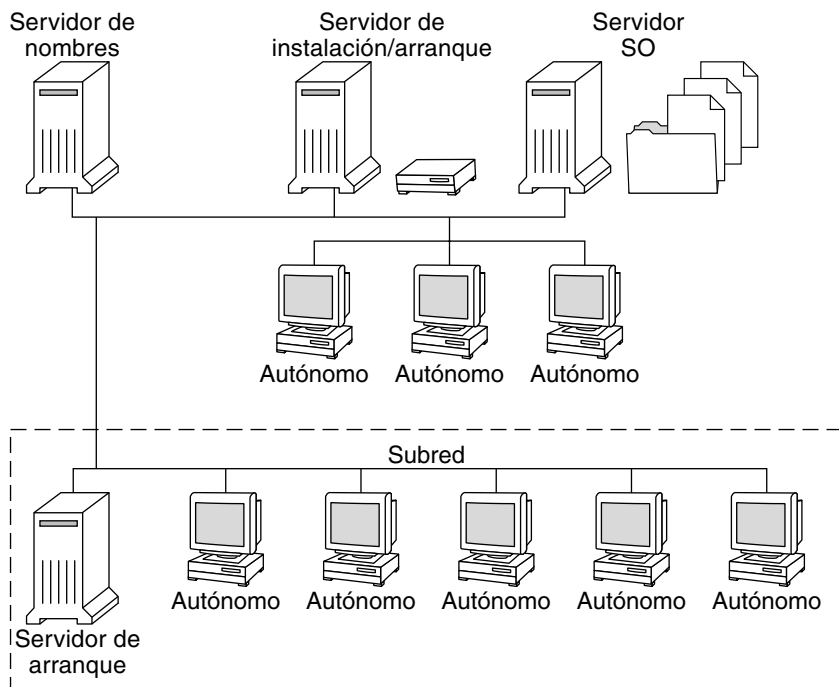 Servidor de
nombres
Servidor de
instalación/arranque
Servidor
SO
Autónomo
Autónomo
Autónomo
Subred
Autónomo
Autónomo
Autónomo
Autónomo
Autónomo
Servidor de
arranque